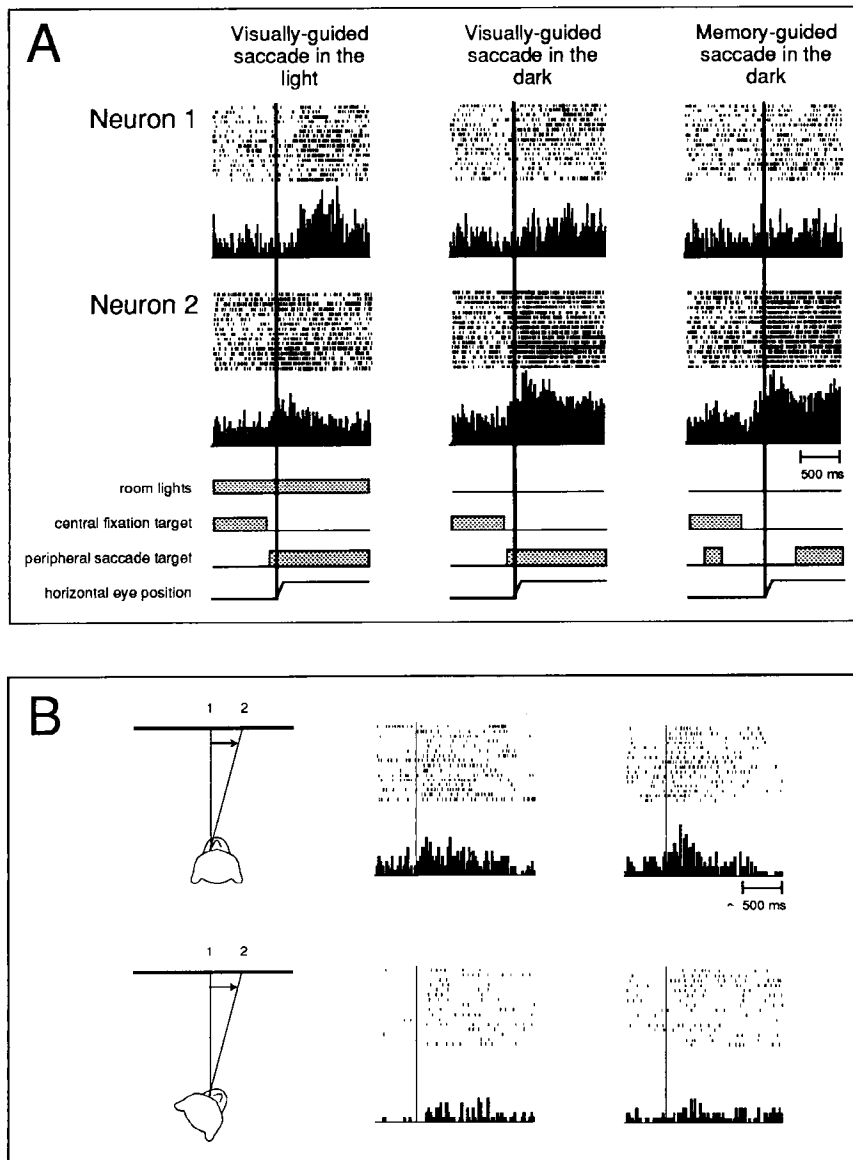 A
Visually-guided
saccade in the
light
Visually-guided
saccade in the
dark
Memory-guided
saccade in the
dark
Neuron 1
Neuron 2
500 ms
room lights
central fixation target
peripheral saccade target
horizontal eye position
B
1 2
500 ms
1 2